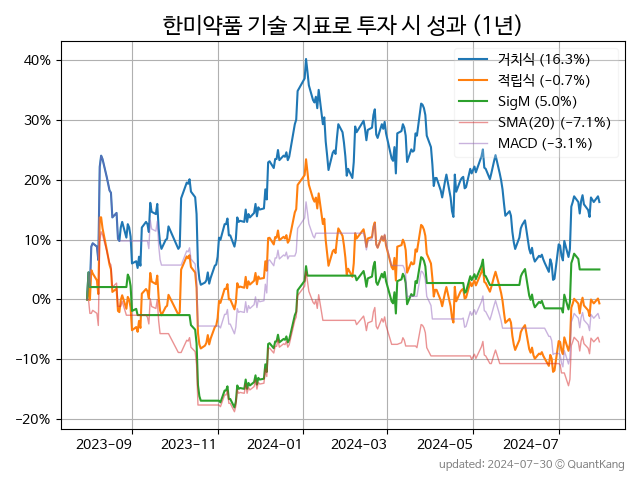 한미약품 기술 지표로 투자 시 성과 (1년)
40%
30%
20%
10%
0%
−10%
−20%
거치식 (16.3%)
적립식 (−0.7%)
SigM (5.0%)
SMA(20) (−7.1%)
MACD (−3.1%)
2023-09
2023-11
2024-01
2024-03
2024-05
2024-07
updated: 2024-07-30 © QuantKang